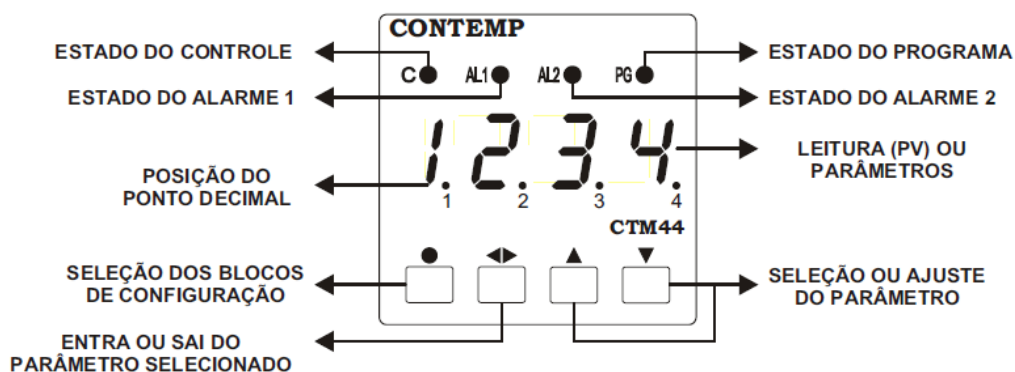 CONTEMP
ESTADO DO CONTROLE
ESTADO DO PROGRAMA
C AL1 AL2 PG
ESTADO DO ALARME 1
ESTADO DO ALARME 2
1.2.3.4.
LEITURA (PV) OU
PARÂMETROS
POSIÇÃO DO
PONTO DECIMAL
1 2 3 4
CTM44
SELEÇÃO DOS BLOCOS
DE CONFIGURAÇÃO
SELEÇÃO OU AJUSTE
DO PARÂMETRO
ENTRA OU SAI DO
PARÂMETRO SELECIONADO